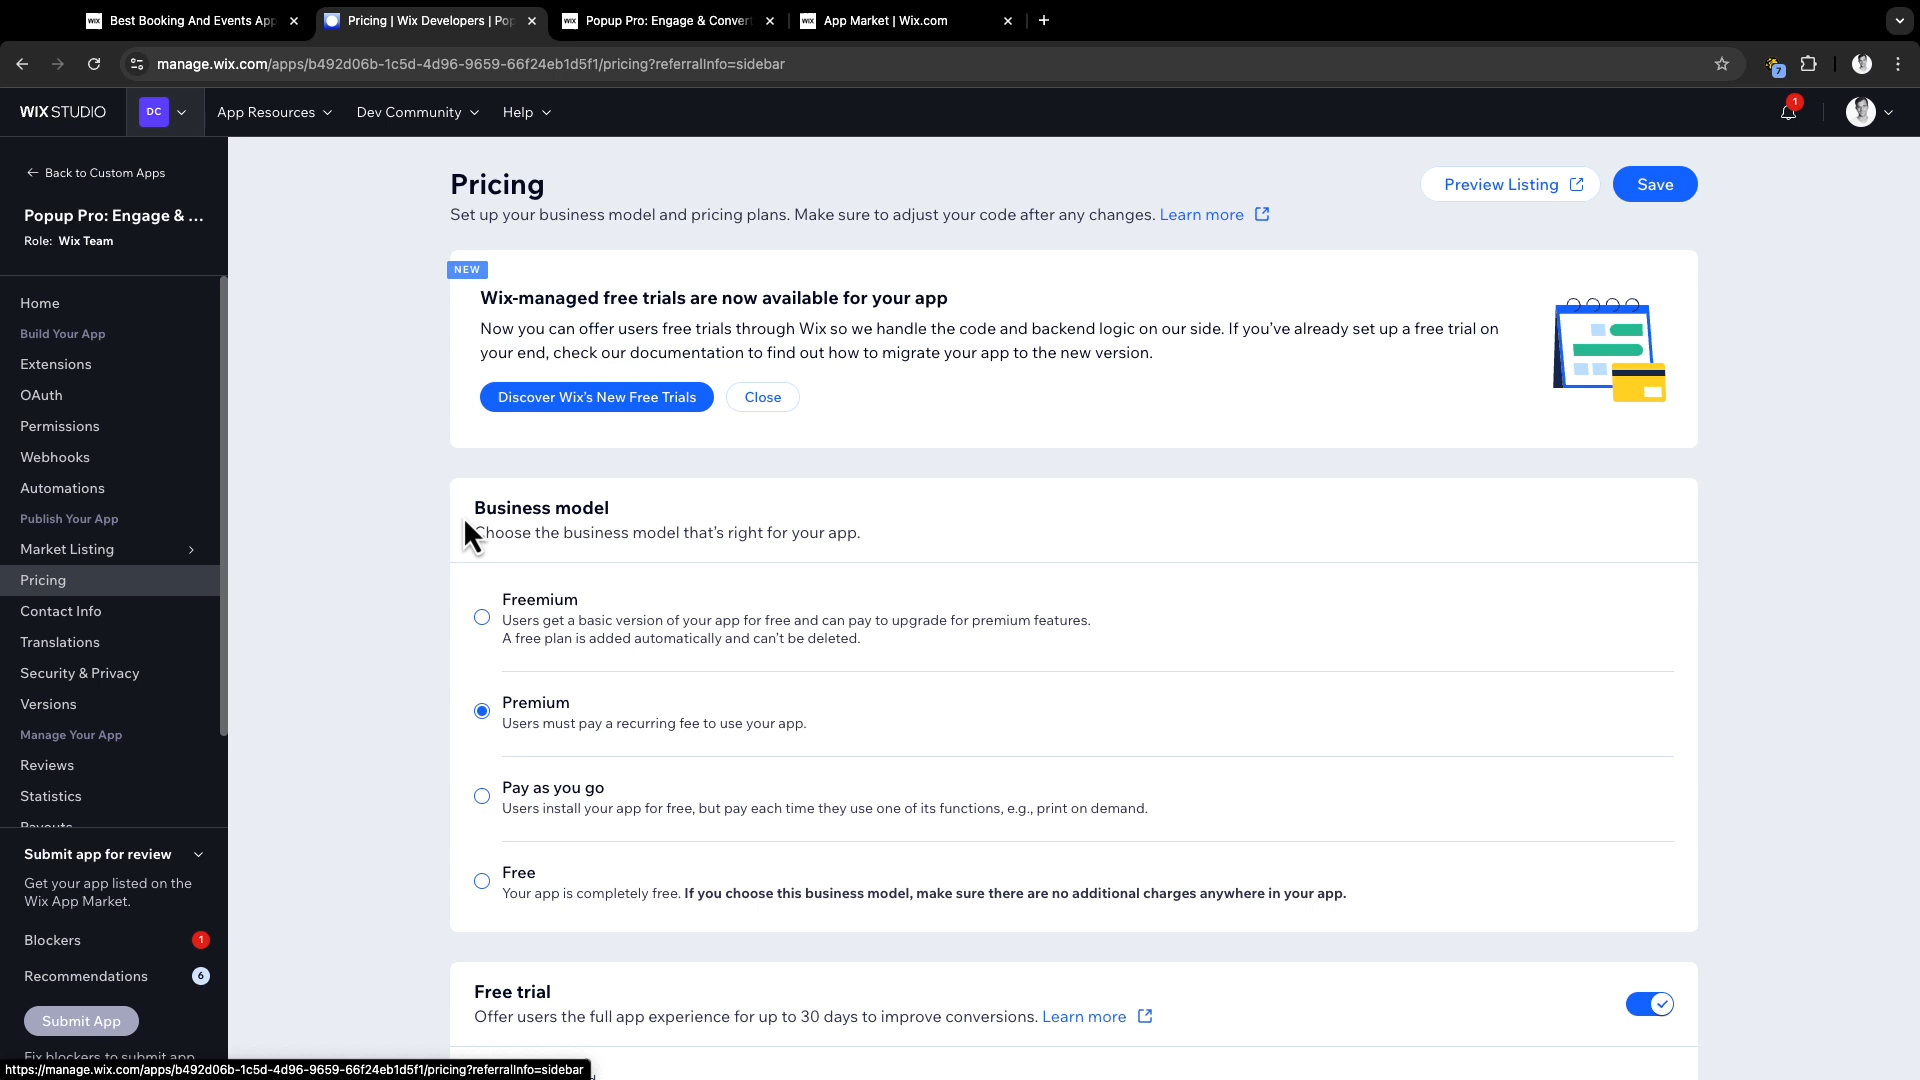 Best Booking And Events App
Pricing | Wix Developers | Pop
Popup Pro: Engage & Conver
App Market | Wix.com
manage.wix.com/apps/b492d06b-1c5d-4d96-9659-66f24eb1d5f1/pricing?referralInfo=sidebar
7
WIX STUDIO
DC
App Resources
Dev Community
Help
1
Back to Custom Apps
Popup Pro: Engage & ...
Role: Wix Team
Home
Build Your App
Extensions
OAuth
Permissions
Webhooks
Automations
Publish Your App
Market Listing
Pricing
Contact Info
Translations
Security & Privacy
Versions
Manage Your App
Reviews
Statistics
Payouts
Submit app for review
Get your app listed on the
Wix App Market.
Blockers
1
Recommendations
6
Submit App
Fix blockers to submit app
https://manage.wix.com/apps/b492d06b-1c5d-4d96-9659-66f24eb1d5f1/pricing?referralInfo=sidebar
Pricing
Set up your business model and pricing plans. Make sure to adjust your code after any changes. Learn more
Preview Listing
Save
NEW
Wix-managed free trials are now available for your app
Now you can offer users free trials through Wix so we handle the code and backend logic on our side. If you've already set up a free trial on
your end, check our documentation to find out how to migrate your app to the new version.
Discover Wix's New Free Trials
Close
Business model
Choose the business model that's right for your app.
Freemium
Users get a basic version of your app for free and can pay to upgrade for premium features.
A free plan is added automatically and can't be deleted.
Premium
Users must pay a recurring fee to use your app.
Pay as you go
Users install your app for free, but pay each time they use one of its functions, e.g., print on demand.
Free
Your app is completely free. If you choose this business model, make sure there are no additional charges anywhere in your app.
Free trial
Offer users the full app experience for up to 30 days to improve conversions. Learn more